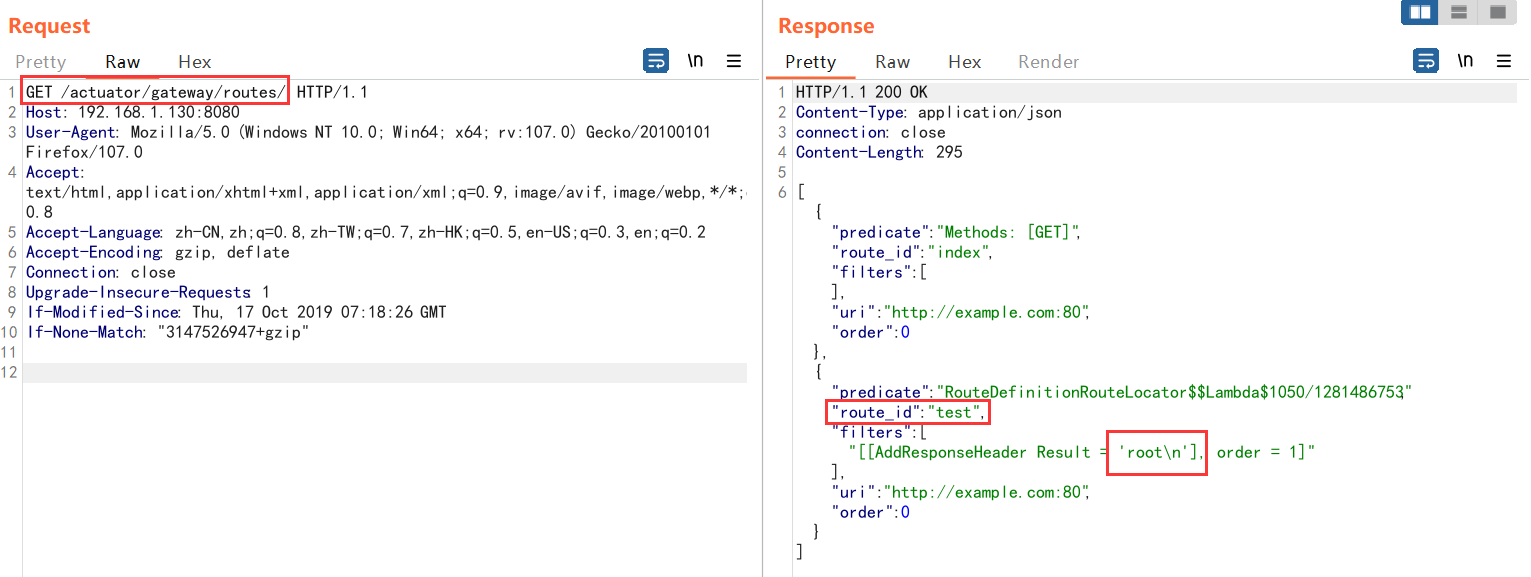 Request
Pretty Raw Hex
\n
1 GET /actuator/gateway/routes/ HTTP/1.1
2 Host: 192.168.1.130:8080
3 User-Agent: Mozilla/5.0 (Windows NT 10.0; Win64; x64; rv:107.0) Gecko/20100101
Firefox/107.0
4 Accept:
text/html,application/xhtml+xml,application/xml;q=0.9,image/avif,image/webp,*/*;
0.8
5 Accept-Language: zh-CN,zh;q=0.8,zh-TW;q=0.7,zh-HK;q=0.5,en-US;q=0.3,en;q=0.2
6 Accept-Encoding: gzip, deflate
7 Connection: close
8 Upgrade-Insecure-Requests: 1
9 If-Modified-Since: Thu, 17 Oct 2019 07:18:26 GMT
10 If-None-Match: "3147526947+gzip"
11
12
Response
Pretty Raw Hex Render
\n
1 HTTP/1.1 200 OK
2 Content-Type: application/json
3 connection: close
4 Content-Length: 295
5
6 [
{
"predicate":"Methods: [GET]",
"route_id":"index",
"filters":[
],
"uri":"http://example.com:80",
"order":0
},
{
"predicate":"RouteDefinitionRouteLocator$$Lambda$1050/1281486753",
"route_id":"test",
"filters":[
"[[AddResponseHeader Result = 'root\n'], order = 1]"
],
"uri":"http://example.com:80",
"order":0
}
]